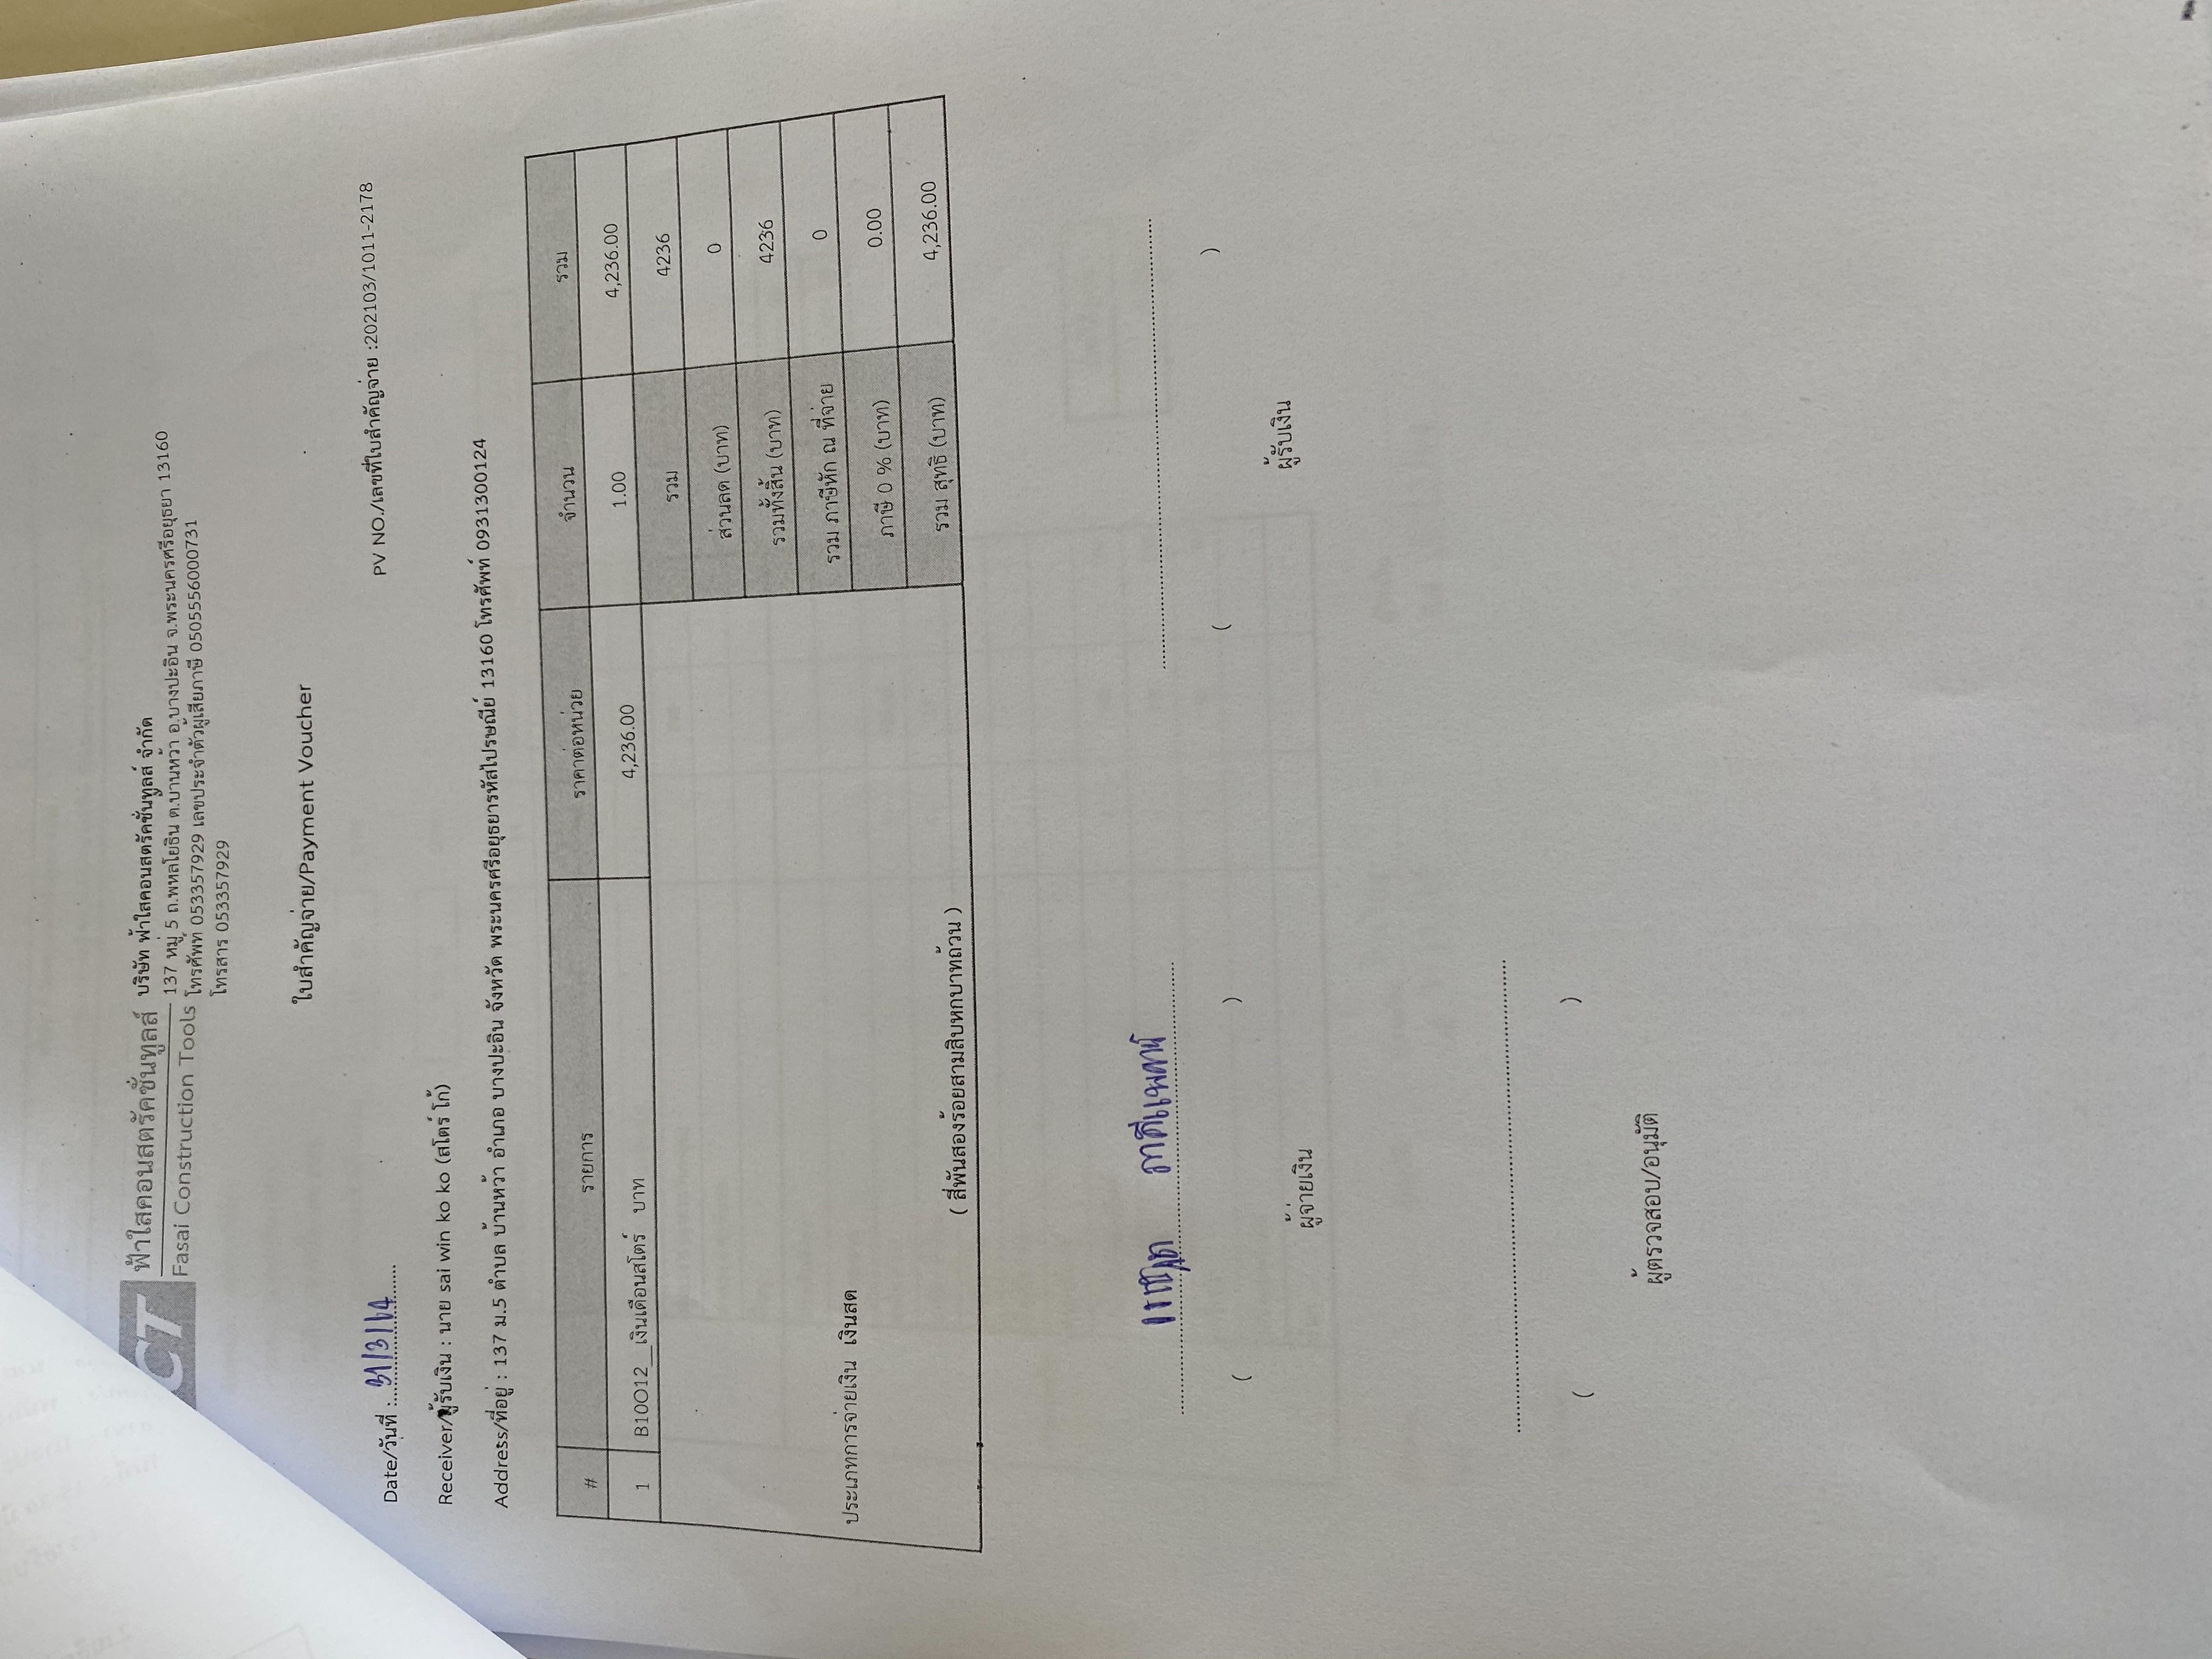 CT
ฟ้าใสคอนสตรัคชั่นทูลส์
Fasai Construction Tools
บริษัท ฟ้าใสคอนสตรัคชั่นทูลส์ จำกัด
137 หมู่ 5 ถ.พหลโยธิน ต.บ้านหว้า อ.บางปะอิน จ.พระนครศรีอยุธยา 13160
โทรศัพท์ 053357929 เลขประจำตัวผู้เสียภาษี 0505556000731
โทรสาร 053357929
ใบสำคัญจ่าย/Payment Voucher
Date/วันที่ :31/3/64 PV NO./เลขที่ใบสำคัญจ่าย :202103/1011-2178
Receiver/ผู้รับเงิน : นาย sai win ko ko (สโตร์ โก้)
Address/ที่อยู่ : 137 ม.5 ตำบล บ้านหว้า อำเภอ บางปะอิน จังหวัด พระนครศรีอยุธยารหัสไปรษณีย์ 13160 โทรศัพท์ 0931300124
# รายการ ราคาต่อหน่วย จำนวน รวม
1 B10O12__เงินเดือนสโตร์ บาท 4,236.00 1.00 4,236.00
รวม 4236
ส่วนลด (บาท) 0
รวมทั้งสิ้น (บาท) 4236
รวม ภาษีหัก ณ ที่จ่าย 0
ประเภทการจ่ายเงิน เงินสด
ภาษี 0 % (บาท) 0.00
( สี่พันสองร้อยสามสิบหกบาทถ้วน ) รวม สุทธิ (บาท) 4,236.00
( ) ( )
ผู้จ่ายเงิน ผู้รับเงิน
( )
ผู้ตรวจสอบ/อนุมัติ